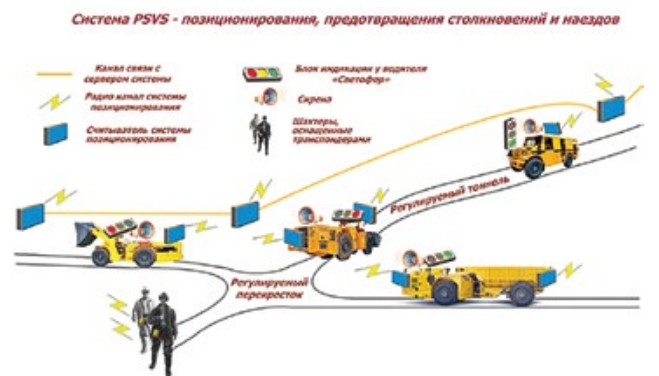 Система PSVS - позиционирования, предотвращения столкновений и наездов
Канал связи с
сервером системы
Радио канал системы
позиционирования
Считыватель системы
позиционирования
Блок индикации у водителя
«Светофор»
Сирена
Шахтеры,
оснащенные
транспондерами
Регулируемый тоннель
Регулируемый
перекресток